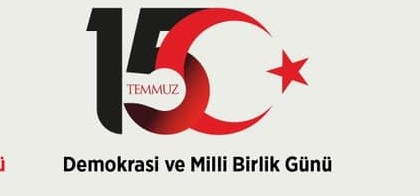 15
TEMMUZ
Demokrasi ve Milli Birlik Günü